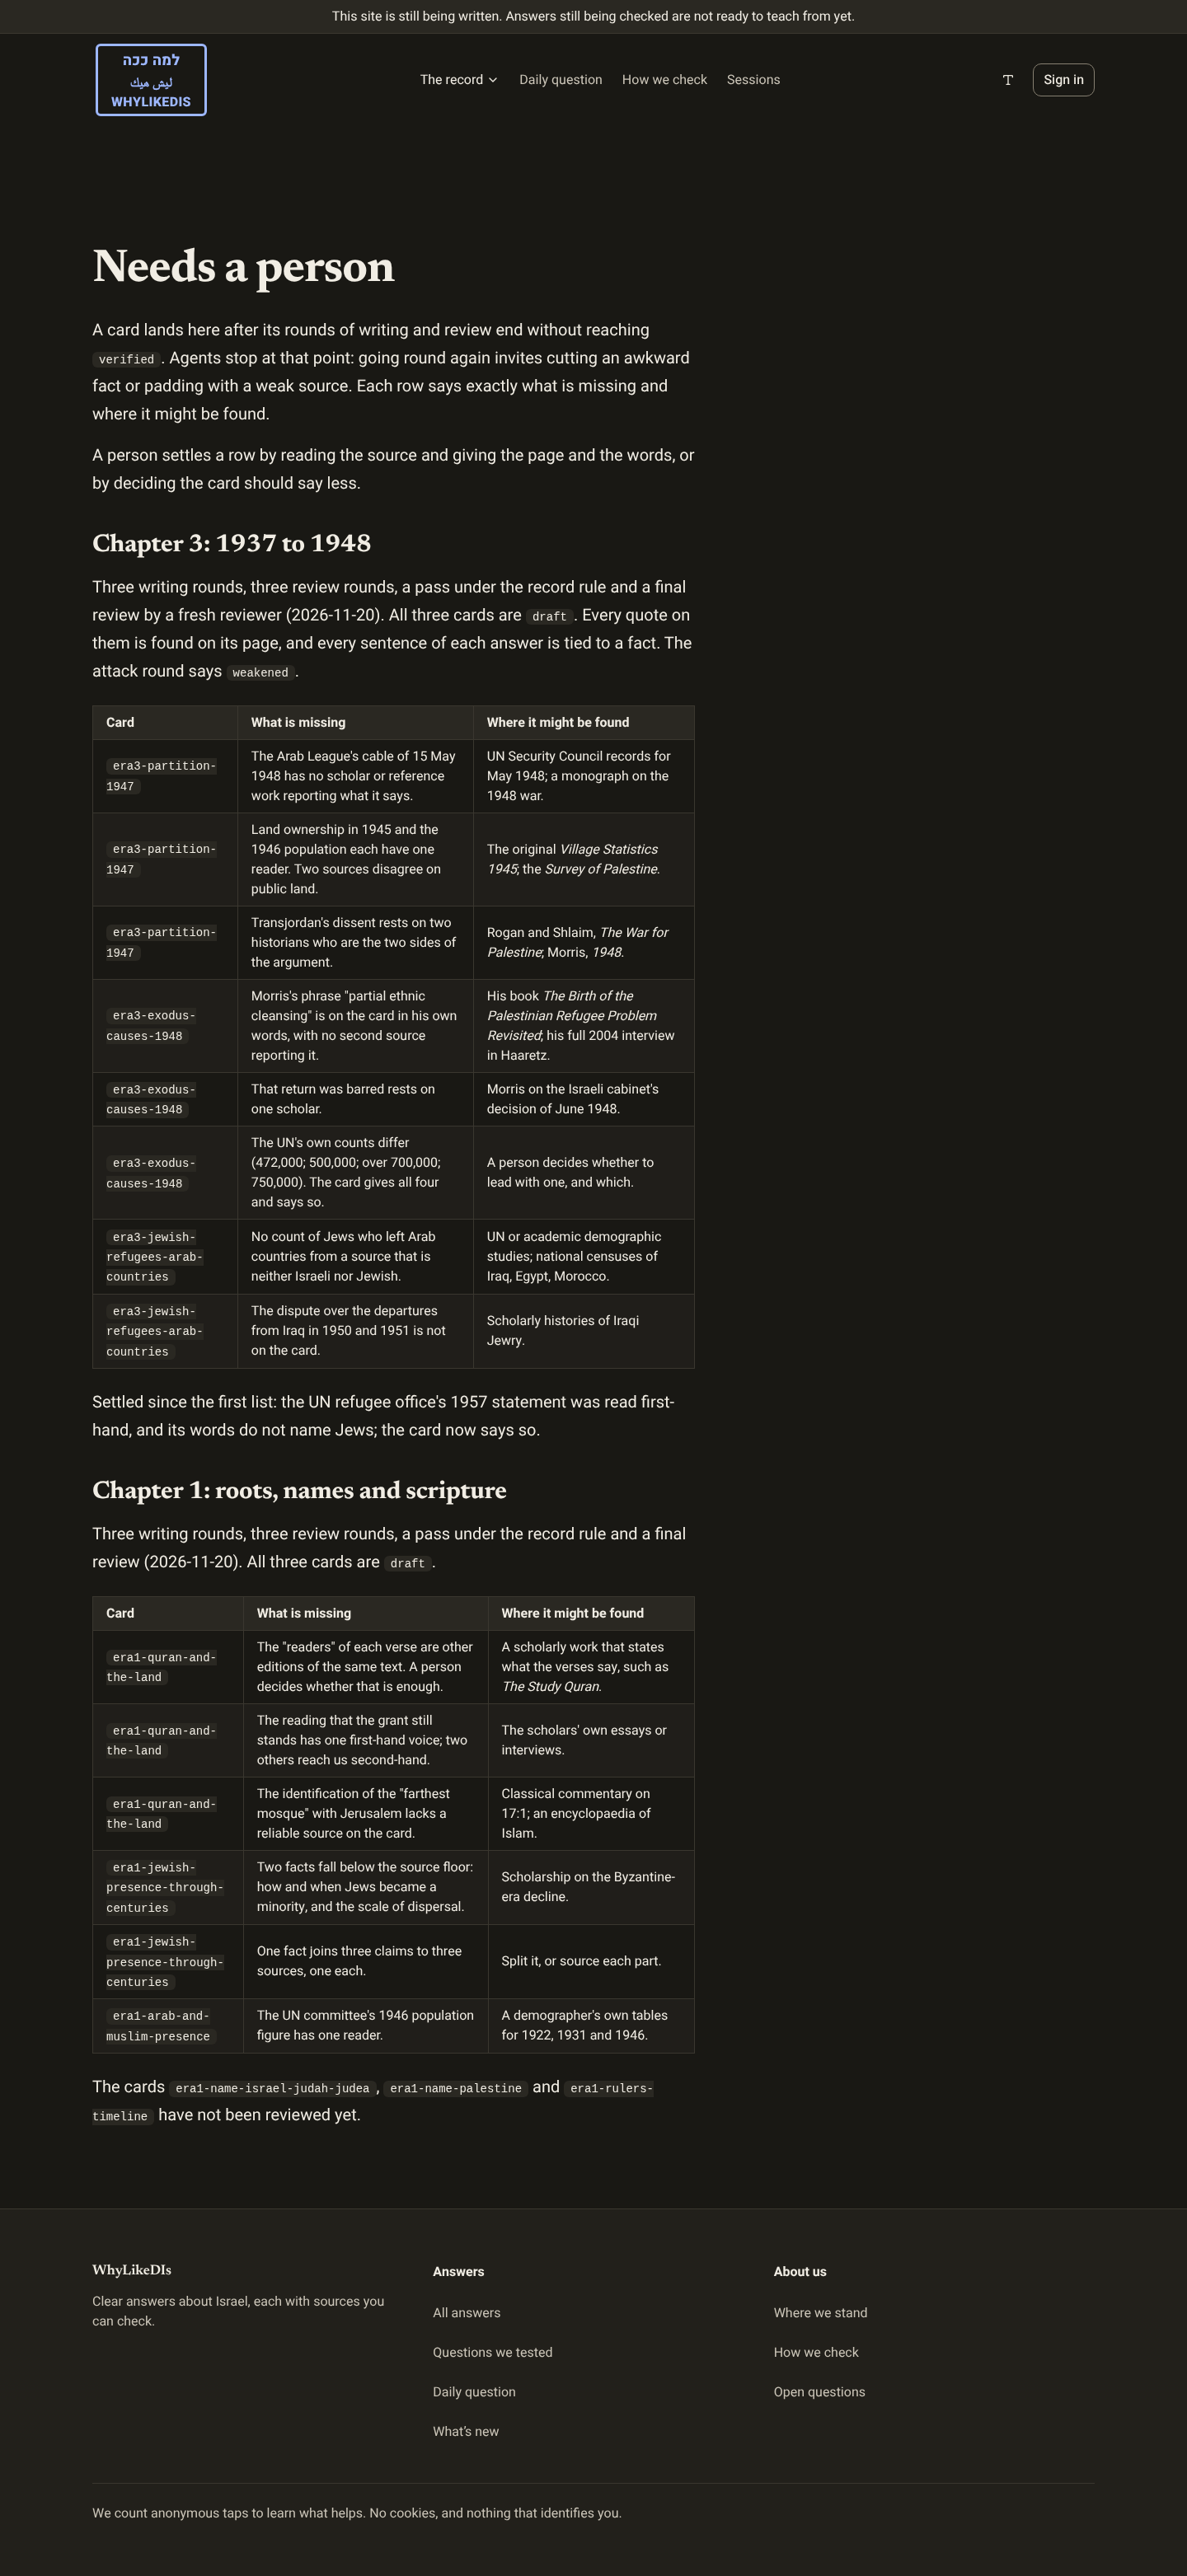 This site is still being written. Answers still being checked are not ready to teach from yet.
למה ככה
ليش هيك
WHYLIKEDIS
The record
Daily question
How we check
Sessions
T
Sign in
Needs a person
A card lands here after its rounds of writing and review end without reaching
verified. Agents stop at that point: going round again invites cutting an awkward
fact or padding with a weak source. Each row says exactly what is missing and
where it might be found.
A person settles a row by reading the source and giving the page and the words, or
by deciding the card should say less.
Chapter 3: 1937 to 1948
Three writing rounds, three review rounds, a pass under the record rule and a final
review by a fresh reviewer (2026-11-20). All three cards are draft. Every quote on
them is found on its page, and every sentence of each answer is tied to a fact. The
attack round says weakened.
Card
What is missing
Where it might be found
era3-partition-
1947
The Arab League's cable of 15 May
1948 has no scholar or reference
work reporting what it says.
UN Security Council records for
May 1948; a monograph on the
1948 war.
era3-partition-
1947
Land ownership in 1945 and the
1946 population each have one
reader. Two sources disagree on
public land.
The original Village Statistics
1945; the Survey of Palestine.
era3-partition-
1947
Transjordan's dissent rests on two
historians who are the two sides of
the argument.
Rogan and Shlaim, The War for
Palestine; Morris, 1948.
era3-exodus-
causes-1948
Morris's phrase "partial ethnic
cleansing" is on the card in his own
words, with no second source
reporting it.
His book The Birth of the
Palestinian Refugee Problem
Revisited; his full 2004 interview
in Haaretz.
era3-exodus-
causes-1948
That return was barred rests on
one scholar.
Morris on the Israeli cabinet's
decision of June 1948.
era3-exodus-
causes-1948
The UN's own counts differ
(472,000; 500,000; over 700,000;
750,000). The card gives all four
and says so.
A person decides whether to
lead with one, and which.
era3-jewish-
refugees-arab-
countries
No count of Jews who left Arab
countries from a source that is
neither Israeli nor Jewish.
UN or academic demographic
studies; national censuses of
Iraq, Egypt, Morocco.
era3-jewish-
refugees-arab-
countries
The dispute over the departures
from Iraq in 1950 and 1951 is not
on the card.
Scholarly histories of Iraqi
Jewry.
Settled since the first list: the UN refugee office's 1957 statement was read first-
hand, and its words do not name Jews; the card now says so.
Chapter 1: roots, names and scripture
Three writing rounds, three review rounds, a pass under the record rule and a final
review (2026-11-20). All three cards are draft.
Card
What is missing
Where it might be found
era1-quran-and-
the-land
The "readers" of each verse are other
editions of the same text. A person
decides whether that is enough.
A scholarly work that states
what the verses say, such as
The Study Quran.
era1-quran-and-
the-land
The reading that the grant still
stands has one first-hand voice; two
others reach us second-hand.
The scholars' own essays or
interviews.
era1-quran-and-
the-land
The identification of the "farthest
mosque" with Jerusalem lacks a
reliable source on the card.
Classical commentary on
17:1; an encyclopaedia of
Islam.
era1-jewish-
presence-through-
centuries
Two facts fall below the source floor:
how and when Jews became a
minority, and the scale of dispersal.
Scholarship on the Byzantine-
era decline.
era1-jewish-
presence-through-
centuries
One fact joins three claims to three
sources, one each.
Split it, or source each part.
era1-arab-and-
muslim-presence
The UN committee's 1946 population
figure has one reader.
A demographer's own tables
for 1922, 1931 and 1946.
The cards era1-name-israel-judah-judea, era1-name-palestine and era1-rulers-
timeline have not been reviewed yet.
WhyLikeDIs
Clear answers about Israel, each with sources you
can check.
Answers
All answers
Questions we tested
Daily question
What's new
About us
Where we stand
How we check
Open questions
We count anonymous taps to learn what helps. No cookies, and nothing that identifies you.